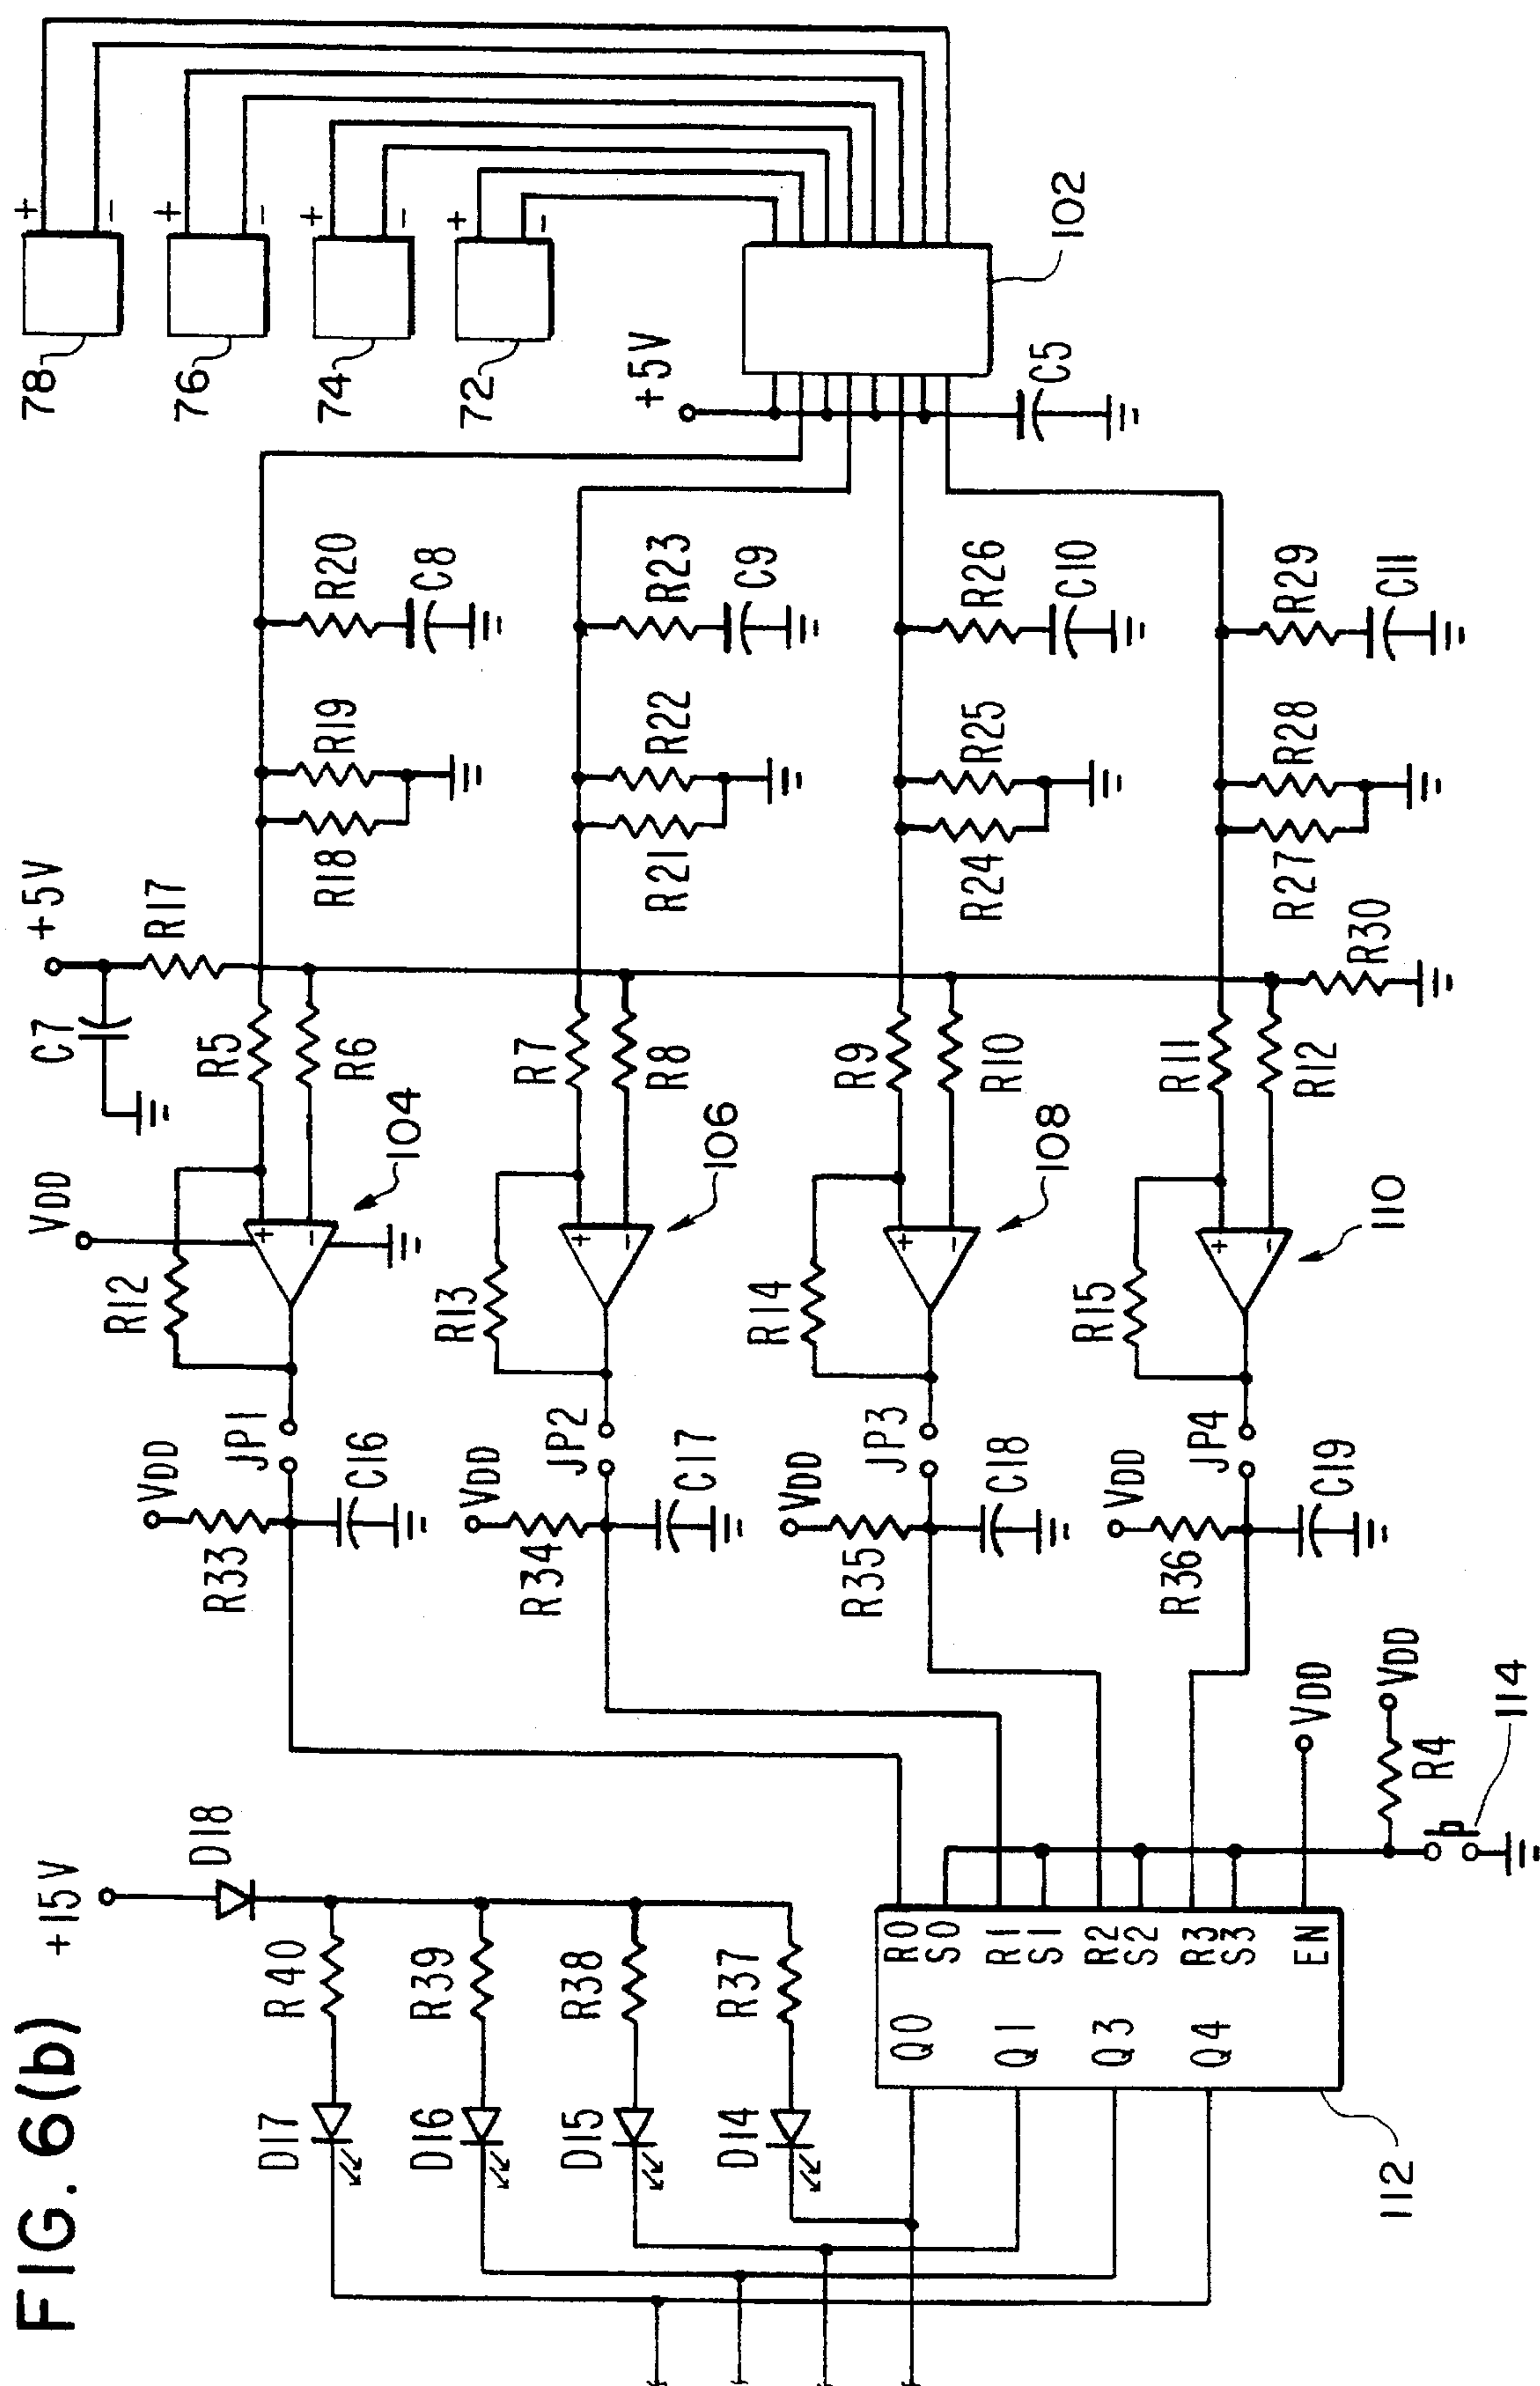 FIG. 6(b)
+15V
D18
R40
R39
R38
R37
D17
D16
D15
D14
Q0
Q1
Q3
Q4
R0
S0
R1
S1
R2
S2
R3
S3
EN
112
VDD
R4
VDD
114
VDD
R33
JP1
C16
VDD
R34
JP2
C17
VDD
R35
JP3
C18
VDD
R36
JP4
C19
VDD
R12
+
-
104
R13
+
-
106
R14
+
-
108
R15
+
-
110
C7
+5V
R17
R5
R6
R7
R8
R9
R10
R11
R12
R30
R18
R19
R20
C8
R21
R22
R23
C9
R24
R25
R26
C10
R27
R28
R29
C11
+5V
C5
102
78
+
-
76
+
-
74
+
-
72
+
-